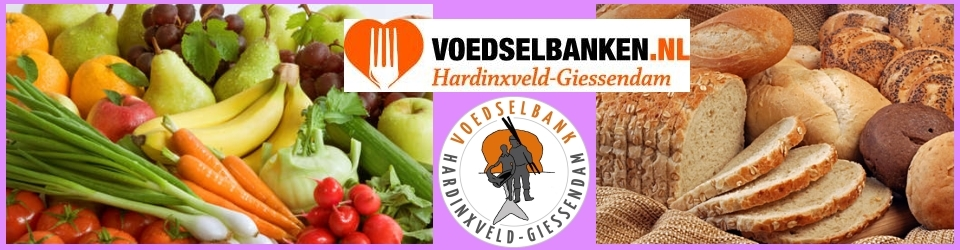 VOEDSELBANKEN.NL
Hardinxveld-Giessendam
VOEDSELBANK
HARDINXVELD-GIESSENDAM